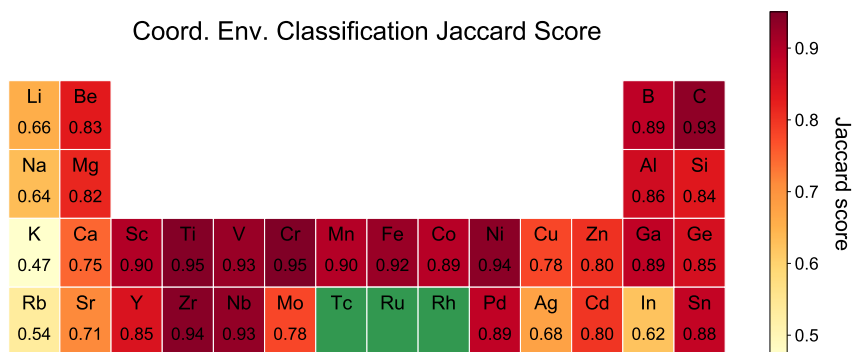 Coord. Env. Classification Jaccard Score
Li Be B C
0.66 0.83 0.89 0.93
Na Mg Al Si
0.64 0.82 0.86 0.84
K Ca Sc Ti V Cr Mn Fe Co Ni Cu Zn Ga Ge
0.47 0.75 0.90 0.95 0.93 0.95 0.90 0.92 0.89 0.94 0.78 0.80 0.89 0.85
Rb Sr Y Zr Nb Mo Tc Ru Rh Pd Ag Cd In Sn
0.54 0.71 0.85 0.94 0.93 0.78 0.89 0.68 0.80 0.62 0.88
0.9
0.8
0.7
0.6
0.5
Jaccard score